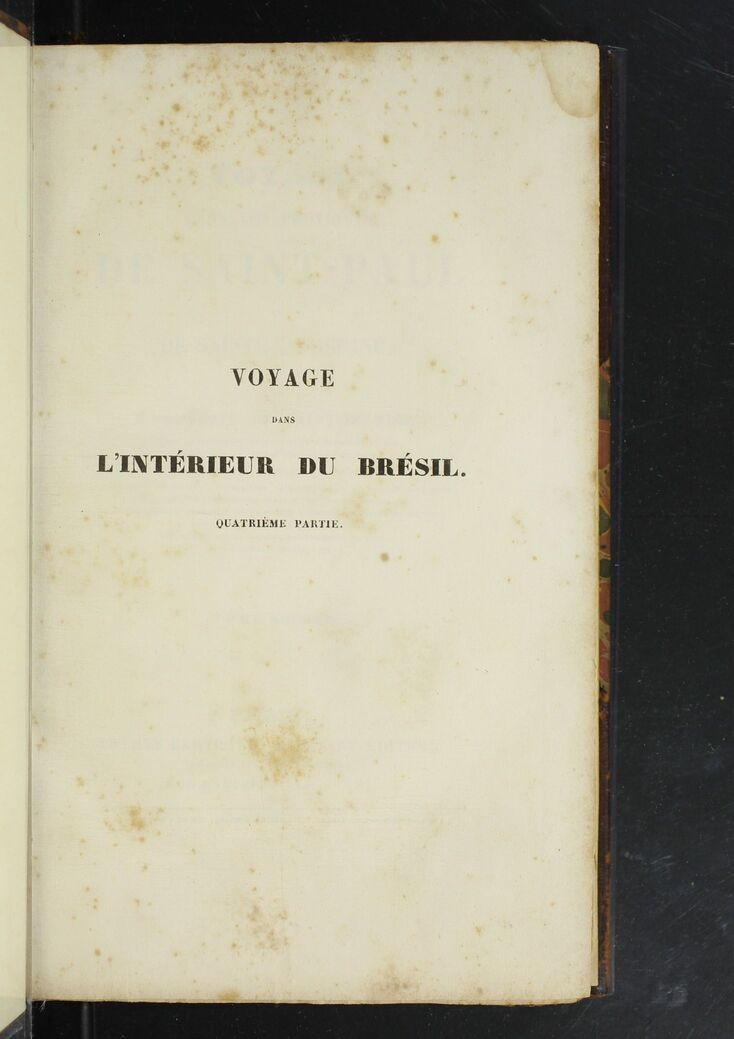 VOYAGE
DANS
L'INTÉRIEUR DU BRÉSIL.
QUATRIÈME PARTIE.